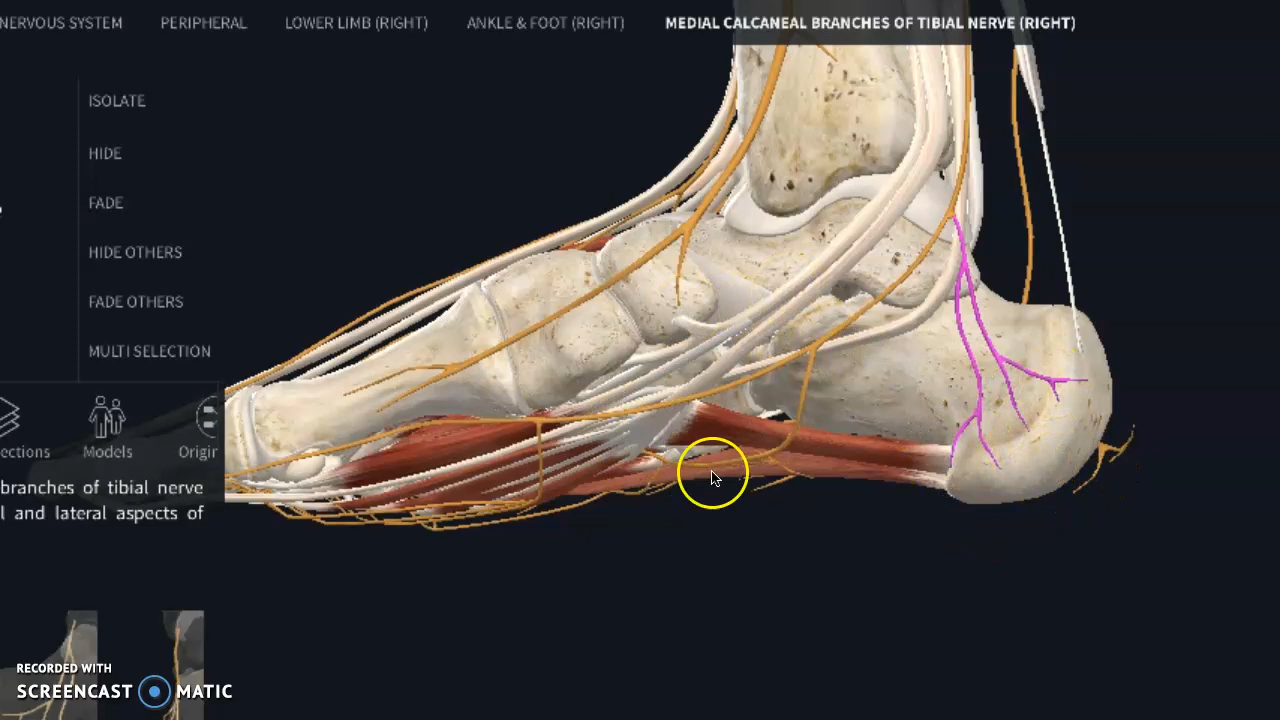 NERVOUS SYSTEM PERIPHERAL LOWER LIMB (RIGHT) ANKLE & FOOT (RIGHT) MEDIAL CALCANEAL BRANCHES OF TIBIAL NERVE (RIGHT)
ISOLATE
HIDE
FADE
HIDE OTHERS
FADE OTHERS
MULTI SELECTION
ections Models Origin
branches of tibial nerve
l and lateral aspects of
RECORDED WITH
SCREENCAST MATIC